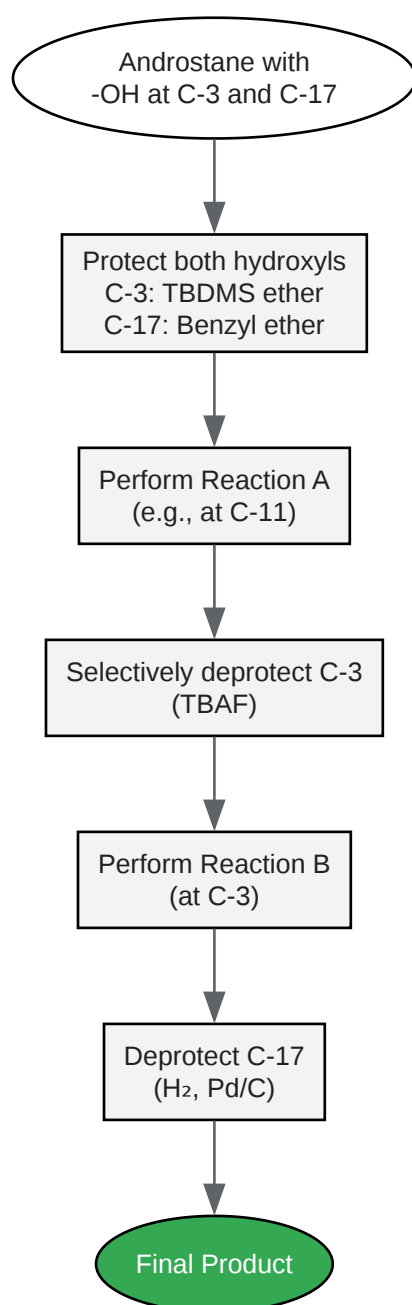 Androstane with
-OH at C-3 and C-17
Protect both hydroxyls
C-3: TBDMS ether
C-17: Benzyl ether
Perform Reaction A
(e.g., at C-11)
Selectively deprotect C-3
(TBAF)
Perform Reaction B
(at C-3)
Deprotect C-17
(H₂, Pd/C)
Final Product